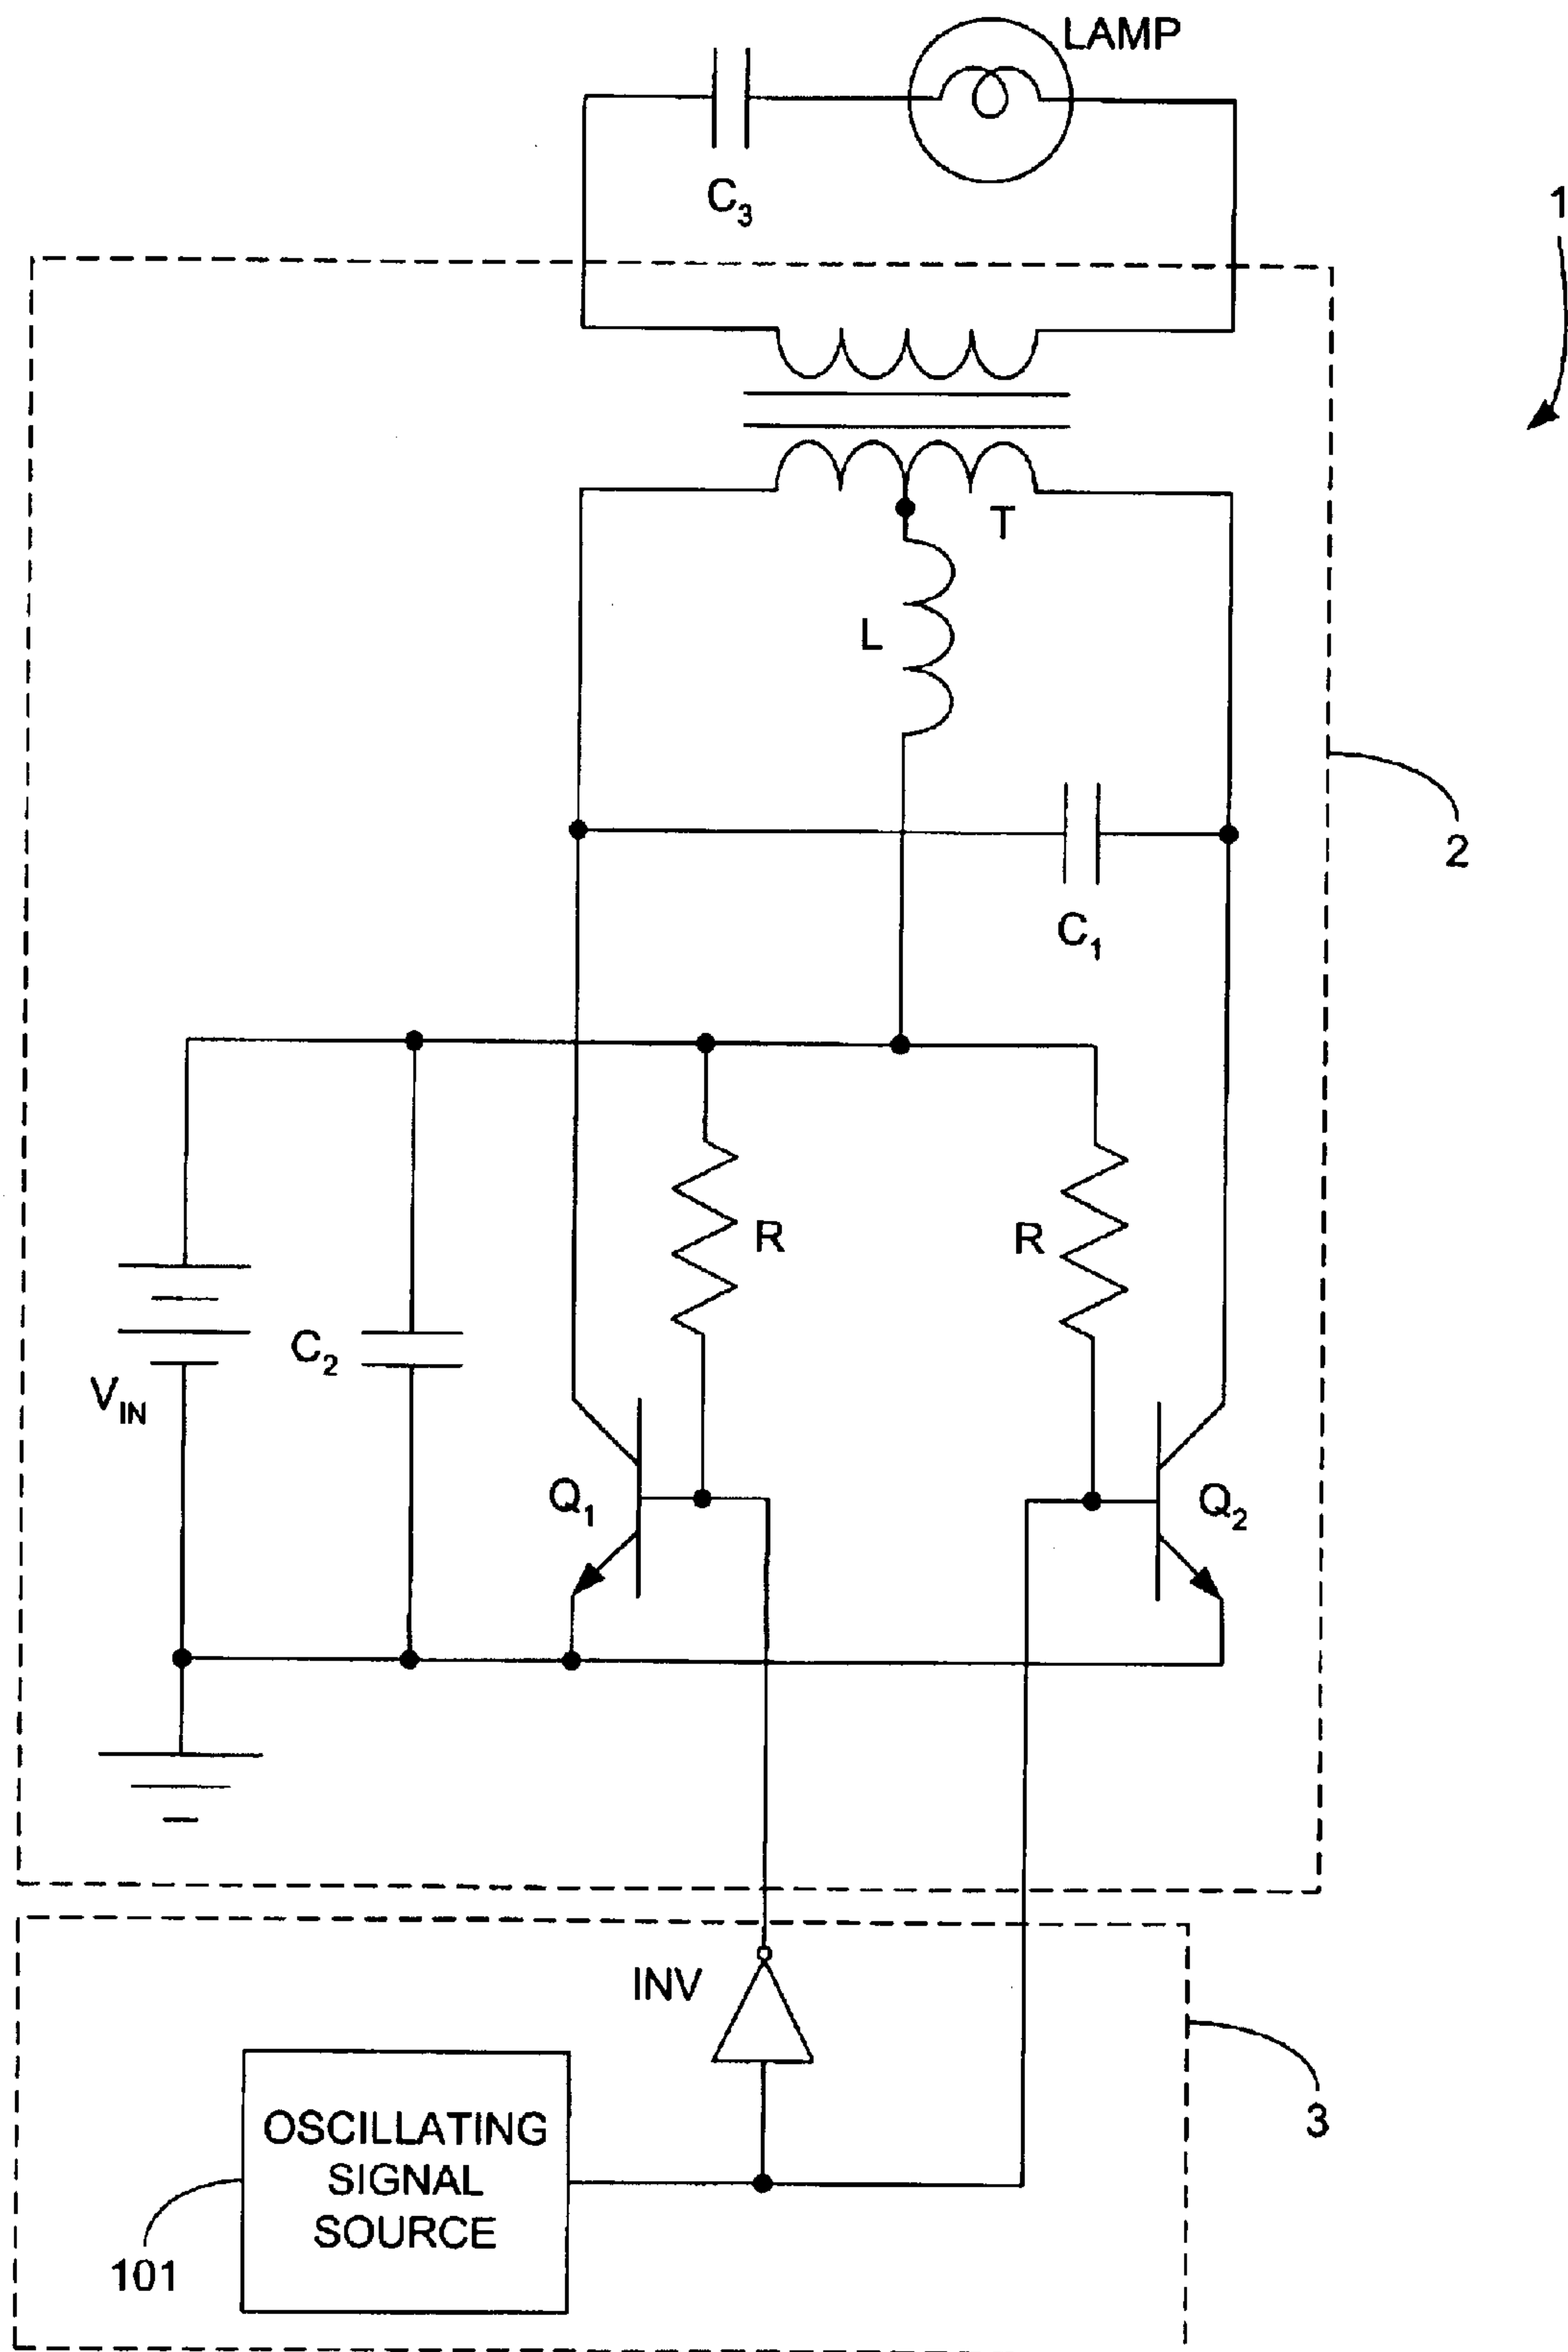 LAMP
C3
1
T
L
2
C1
R
R
C2
VIN
Q1
Q2
INV
3
OSCILLATING
SIGNAL
SOURCE
101